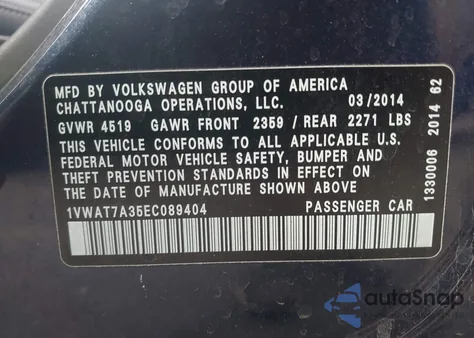 MFD BY VOLKSWAGEN GROUP OF AMERICA
CHATTANOOGA OPERATIONS, LLC. 03/2014
GVWR 4519 GAWR FRONT 2359 / REAR 2271 LBS
THIS VEHICLE CONFORMS TO ALL APPLICABLE U.S.
FEDERAL MOTOR VEHICLE SAFETY, BUMPER AND
THEFT PREVENTION STANDARDS IN EFFECT ON
THE DATE OF MANUFACTURE SHOWN ABOVE
1VWAT7A35EC089404 PASSENGER CAR
1330006 2014 62
autoSnap